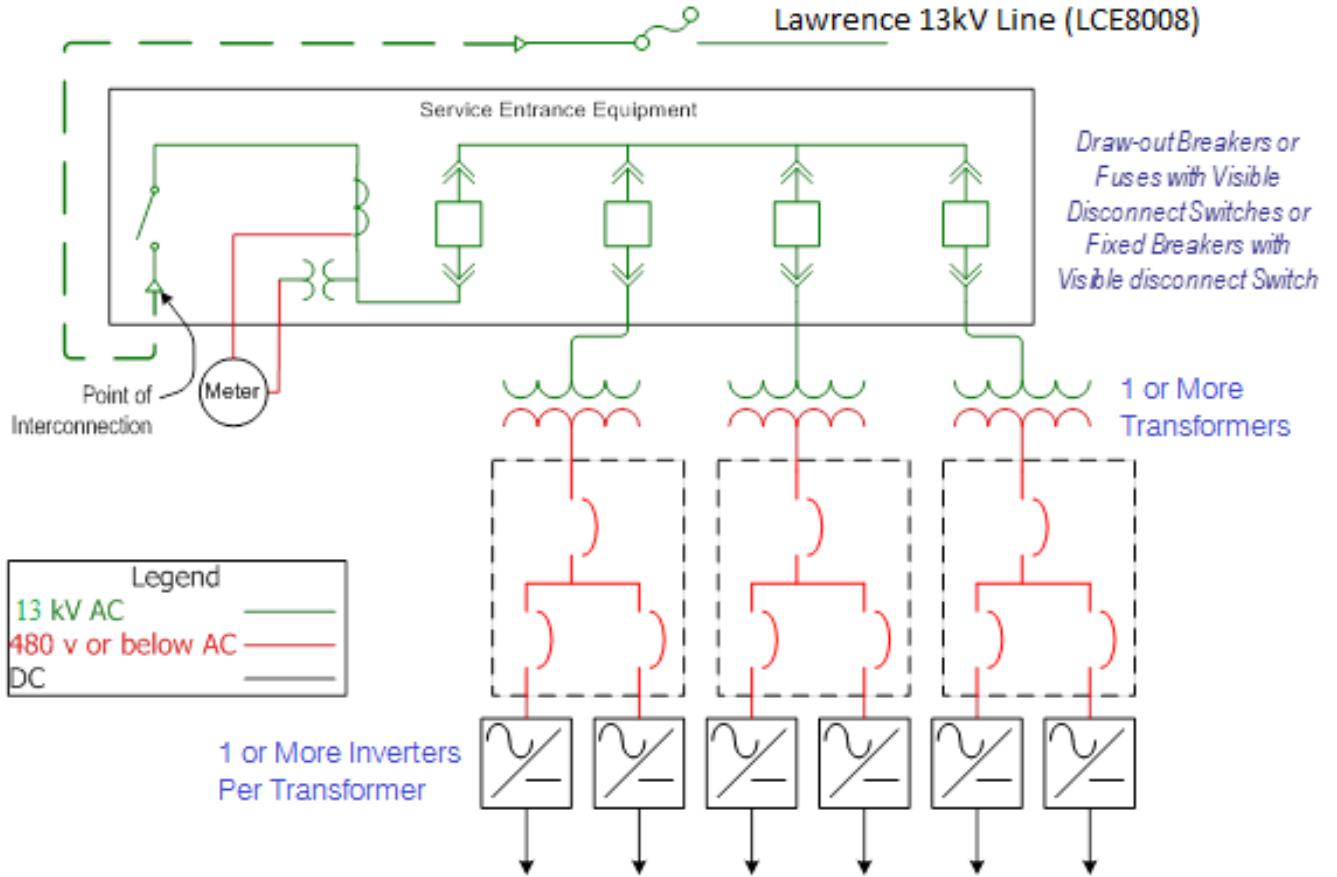 Lawrence 13kV Line (LCE8008)
Service Entrance Equipment
Draw-out Breakers or
Fuses with Visible
Disconnect Switches or
Fixed Breakers with
Visible disconnect Switch
Point of
Interconnection
Meter
1 or More
Transformers
Legend
13 kV AC
480 v or below AC
DC
1 or More Inverters
Per Transformer